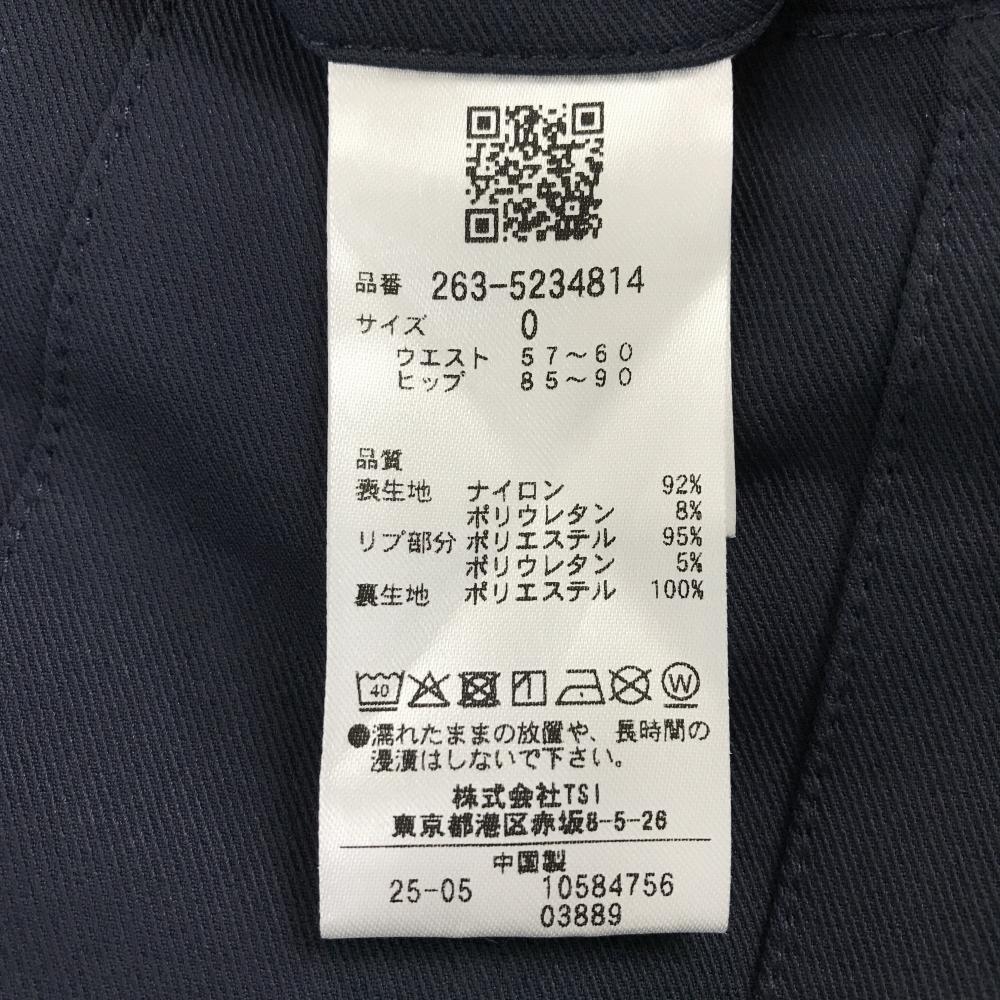 品番 263-5234814
サイズ 0
ウエスト 57～60
ヒップ 85～90
品質
表生地 ナイロン 92%
ポリウレタン 8%
リブ部分 ポリエステル 95%
ポリウレタン 5%
裏生地 ポリエステル 100%
40 W
●濡れたままの放置や、長時間の
浸漬はしないで下さい。
株式会社TSI
東京都港区赤坂8-5-26
中国製
25-05 10584756
03889